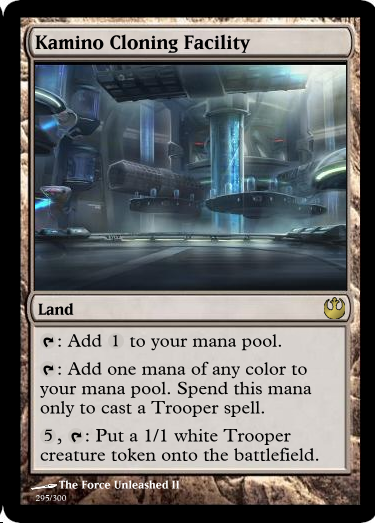 Kamino Cloning Facility
Land
: Add 1 to your mana pool.
: Add one mana of any color to
your mana pool. Spend this mana
only to cast a Trooper spell.
5, : Put a 1/1 white Trooper
creature token onto the battlefield.
The Force Unleashed II
295/300